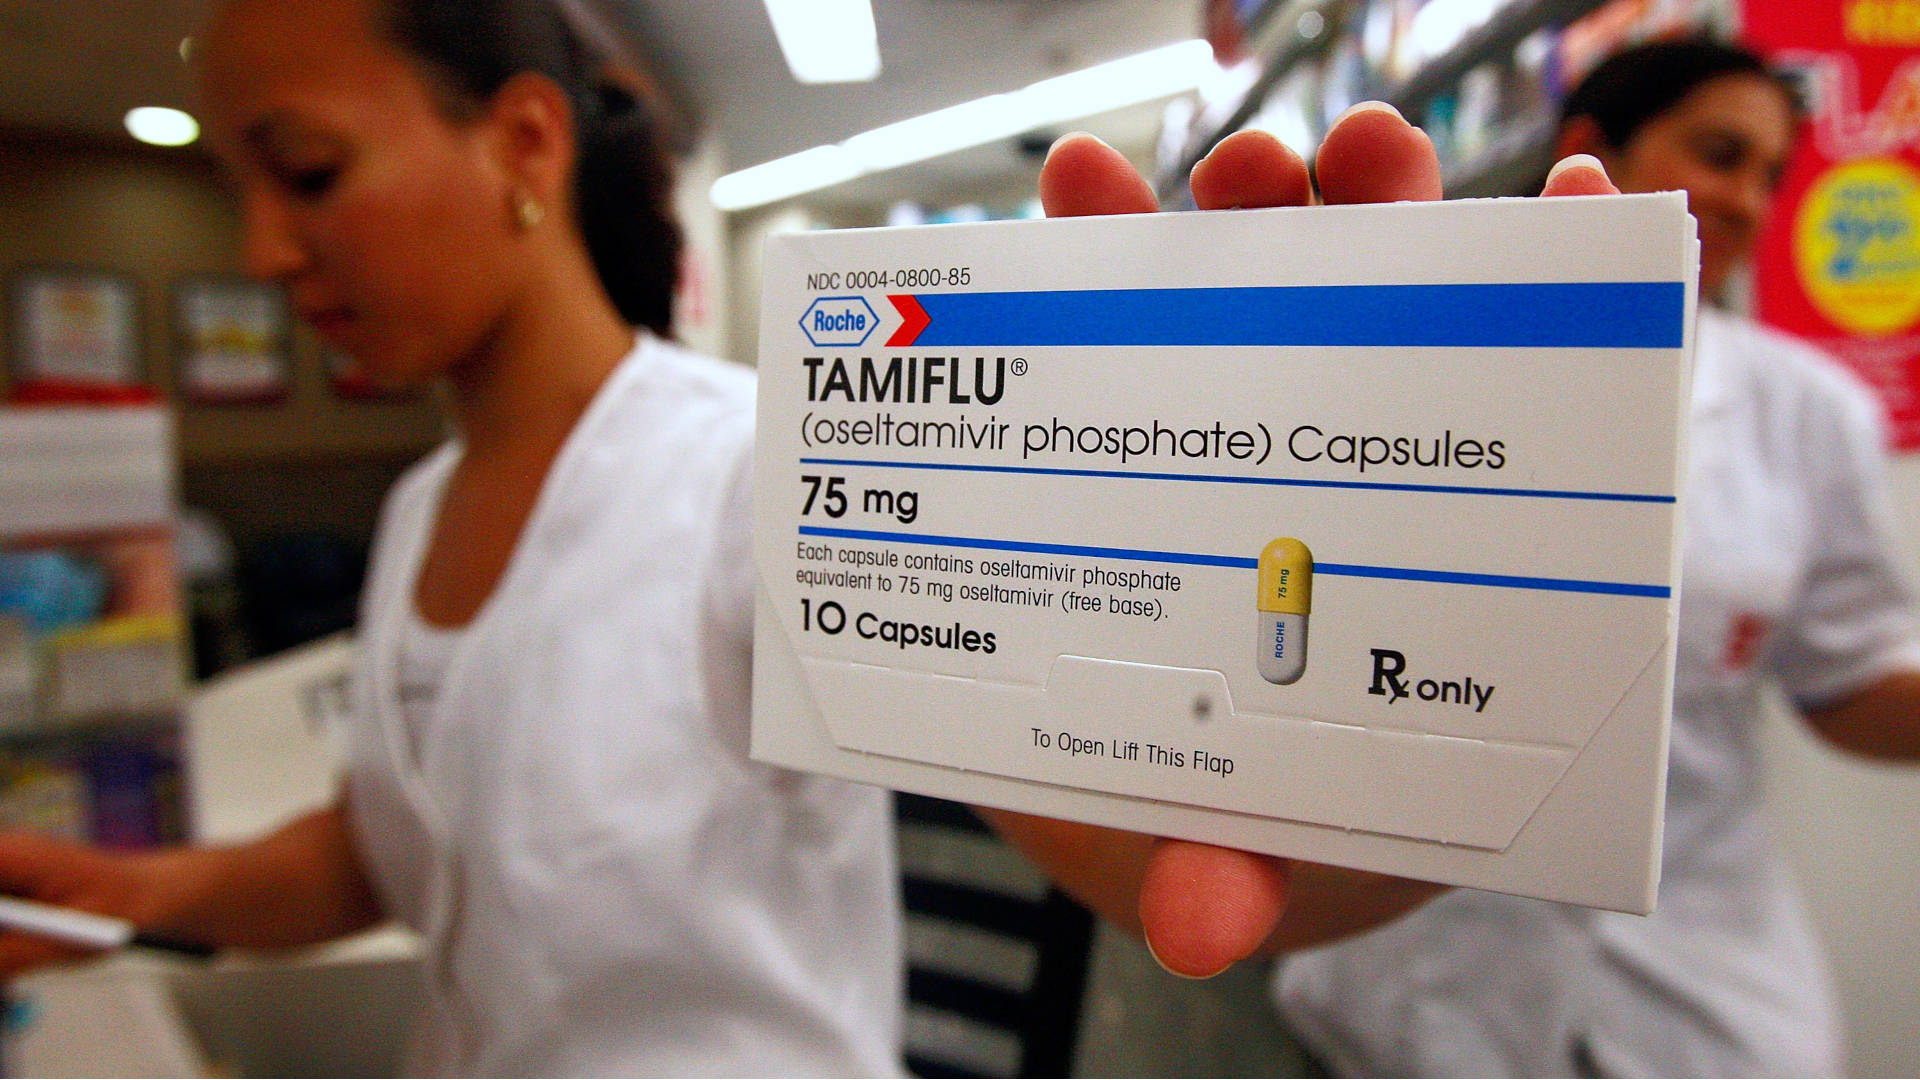 NDC 0004-0800-85
Roche
TAMIFLU®
(oseltamivir phosphate) Capsules
75 mg
Each capsule contains oseltamivir phosphate
equivalent to 75 mg oseltamivir (free base).
10 Capsules
75 mg
ROCHE
Rx only
To Open Lift This Flap